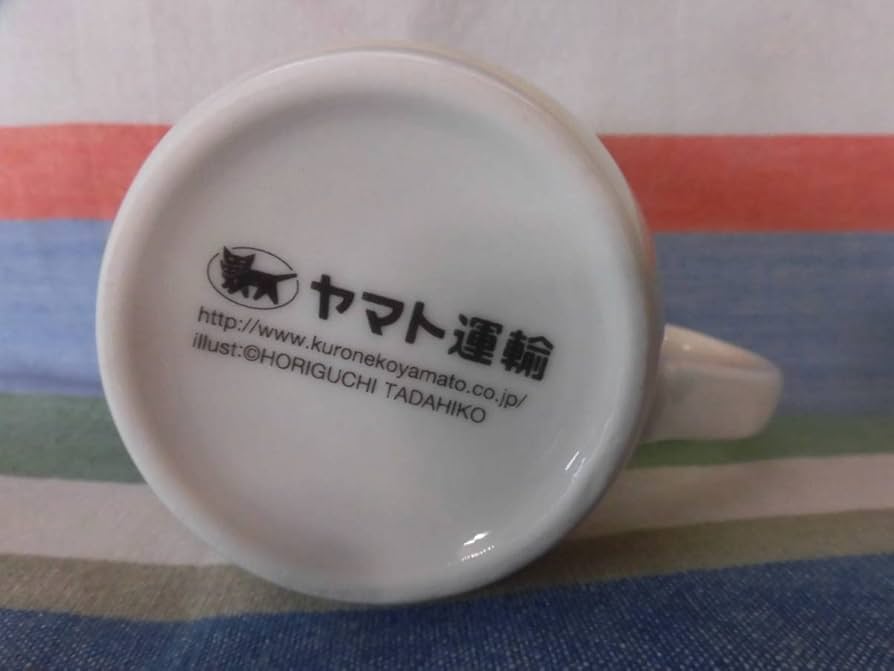 ヤマト運輸
http://www.kuronekoyamato.co.jp/
illust:©HORIGUCHI TADAHIKO